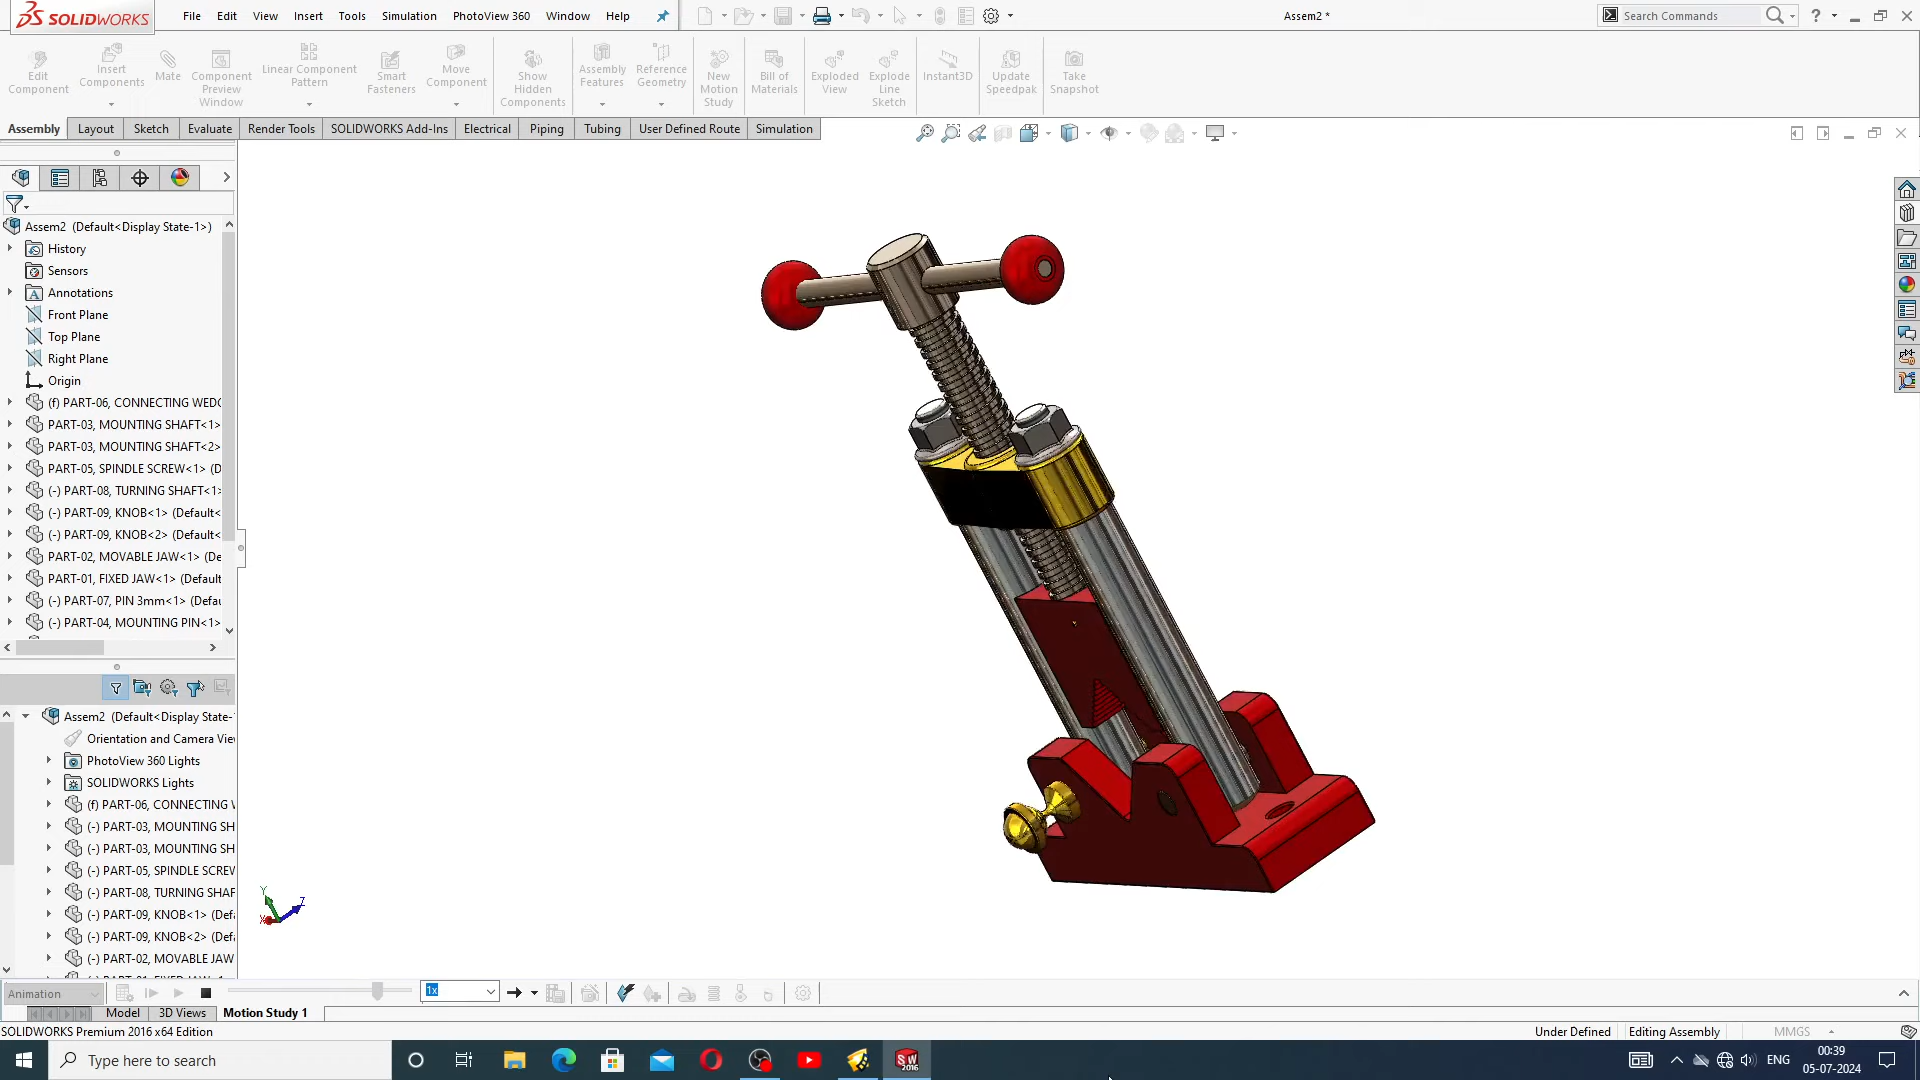 SOLIDWORKS
File Edit View Insert Tools Simulation PhotoView 360 Window Help
Assem2 *
Search Commands
Edit Component
Insert Components
Mate
Component Preview Window
Linear Component Pattern
Smart Fasteners
Move Component
Show Hidden Components
Assembly Features
Reference Geometry
New Motion Study
Bill of Materials
Exploded View
Explode Line Sketch
Instant3D
Update Speedpak
Take Snapshot
Assembly Layout Sketch Evaluate Render Tools SOLIDWORKS Add-Ins Electrical Piping Tubing User Defined Route Simulation
Assem2 (Default<Display State-1>)
History
Sensors
Annotations
Front Plane
Top Plane
Right Plane
Origin
(f) PART-06, CONNECTING WEDG
PART-03, MOUNTING SHAFT<1>
PART-03, MOUNTING SHAFT<2>
PART-05, SPINDLE SCREW<1> (D
(-) PART-08, TURNING SHAFT<1>
(-) PART-09, KNOB<1> (Default<
(-) PART-09, KNOB<2> (Default<
PART-02, MOVABLE JAW<1> (De
PART-01, FIXED JAW<1> (Default
(-) PART-07, PIN 3mm<1> (Defau
(-) PART-04, MOUNTING PIN<1>
Assem2 (Default<Display State-
Orientation and Camera Vie
PhotoView 360 Lights
SOLIDWORKS Lights
(f) PART-06, CONNECTING W
(-) PART-03, MOUNTING SH
(-) PART-03, MOUNTING SH
(-) PART-05, SPINDLE SCREW
(-) PART-08, TURNING SHAF
(-) PART-09, KNOB<1> (Defa
(-) PART-09, KNOB<2> (Defa
(-) PART-02, MOVABLE JAW
Y
Z
X
Animation
1x
Model 3D Views Motion Study 1
SOLIDWORKS Premium 2016 x64 Edition
Under Defined Editing Assembly MMGS
Type here to search
SW 2016
ENG
00:39
05-07-2024